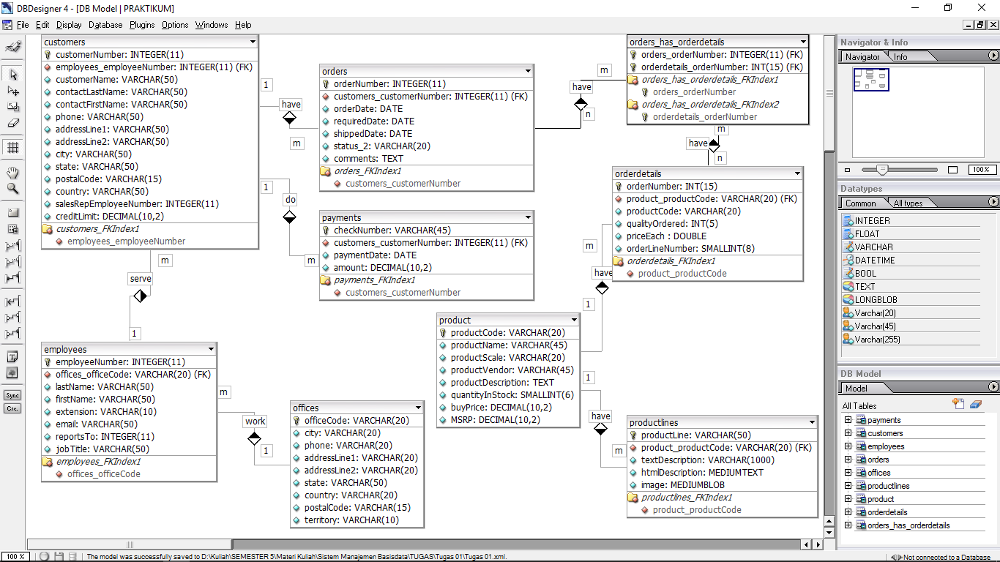 DBDesigner 4 - [DB Model | PRAKTIKUM]
File Edit Display Database Plugins Options Windows Help
customers
customerNumber: INTEGER(11)
employees_employeeNumber: INTEGER(11) (FK)
customerName: VARCHAR(50)
contactLastName: VARCHAR(50)
contactFirstName: VARCHAR(50)
phone: VARCHAR(50)
addressLine1: VARCHAR(50)
addressLine2: VARCHAR(50)
city: VARCHAR(50)
state: VARCHAR(50)
postalCode: VARCHAR(15)
country: VARCHAR(50)
salesRepEmployeeNumber: INTEGER(11)
creditLimit: DECIMAL(10,2)
customers_FKIndex1
employees_employeeNumber
1
have
m
1
do
m
orders
orderNumber: INTEGER(11)
customers_customerNumber: INTEGER(11) (FK)
orderDate: DATE
requiredDate: DATE
shippedDate: DATE
status_2: VARCHAR(20)
comments: TEXT
orders_FKIndex1
customers_customerNumber
payments
checkNumber: VARCHAR(45)
customers_customerNumber: INTEGER(11) (FK)
paymentDate: DATE
amount: DECIMAL(10,2)
payments_FKIndex1
customers_customerNumber
m
have
n
orders_has_orderdetails
orders_orderNumber: INTEGER(11) (FK)
orderdetails_orderNumber: INT(15) (FK)
orders_has_orderdetails_FKIndex1
orders_orderNumber
orders_has_orderdetails_FKIndex2
orderdetails_orderNumber
m
have
n
orderdetails
orderNumber: INT(15)
product_productCode: VARCHAR(20) (FK)
productCode: VARCHAR(20)
qualityOrdered: INT(5)
priceEach : DOUBLE
orderLineNumber: SMALLINT(8)
orderdetails_FKIndex1
product_productCode
m
have
1
m
serve
1
employees
employeeNumber: INTEGER(11)
offices_officeCode: VARCHAR(20) (FK)
lastName: VARCHAR(50)
firstName: VARCHAR(50)
extension: VARCHAR(10)
email: VARCHAR(50)
reportsTo: INTEGER(11)
jobTitle: VARCHAR(50)
employees_FKIndex1
offices_officeCode
m
work
1
offices
officeCode: VARCHAR(20)
city: VARCHAR(20)
phone: VARCHAR(20)
addressLine1: VARCHAR(20)
addressLine2: VARCHAR(20)
state: VARCHAR(50)
country: VARCHAR(20)
postalCode: VARCHAR(15)
territory: VARCHAR(10)
product
productCode: VARCHAR(20)
productName: VARCHAR(45)
productScale: VARCHAR(20)
productVendor: VARCHAR(45)
productDescription: TEXT
quantityInStock: SMALLINT(6)
buyPrice: DECIMAL(10,2)
MSRP: DECIMAL(10,2)
1
have
m
productlines
productLine: VARCHAR(50)
product_productCode: VARCHAR(20) (FK)
textDescription: VARCHAR(1000)
htmlDescription: MEDIUMTEXT
image: MEDIUMBLOB
productlines_FKIndex1
product_productCode
Sync
Cre.
Navigator & Info
Navigator Info
100 %
Datatypes
Common All types
INTEGER
FLOAT
VARCHAR
DATETIME
BOOL
TEXT
LONGBLOB
Varchar(20)
Varchar(45)
Varchar(255)
DB Model
Model
All Tables
payments
customers
employees
orders
offices
productlines
product
orderdetails
orders_has_orderdetails
100 % The model was successfully saved to D:\Kuliah\SEMESTER 5\Materi Kuliah\Sistem Manajemen Basisdata\TUGAS\Tugas 01\Tugas 01.xml. Not connected to a Database